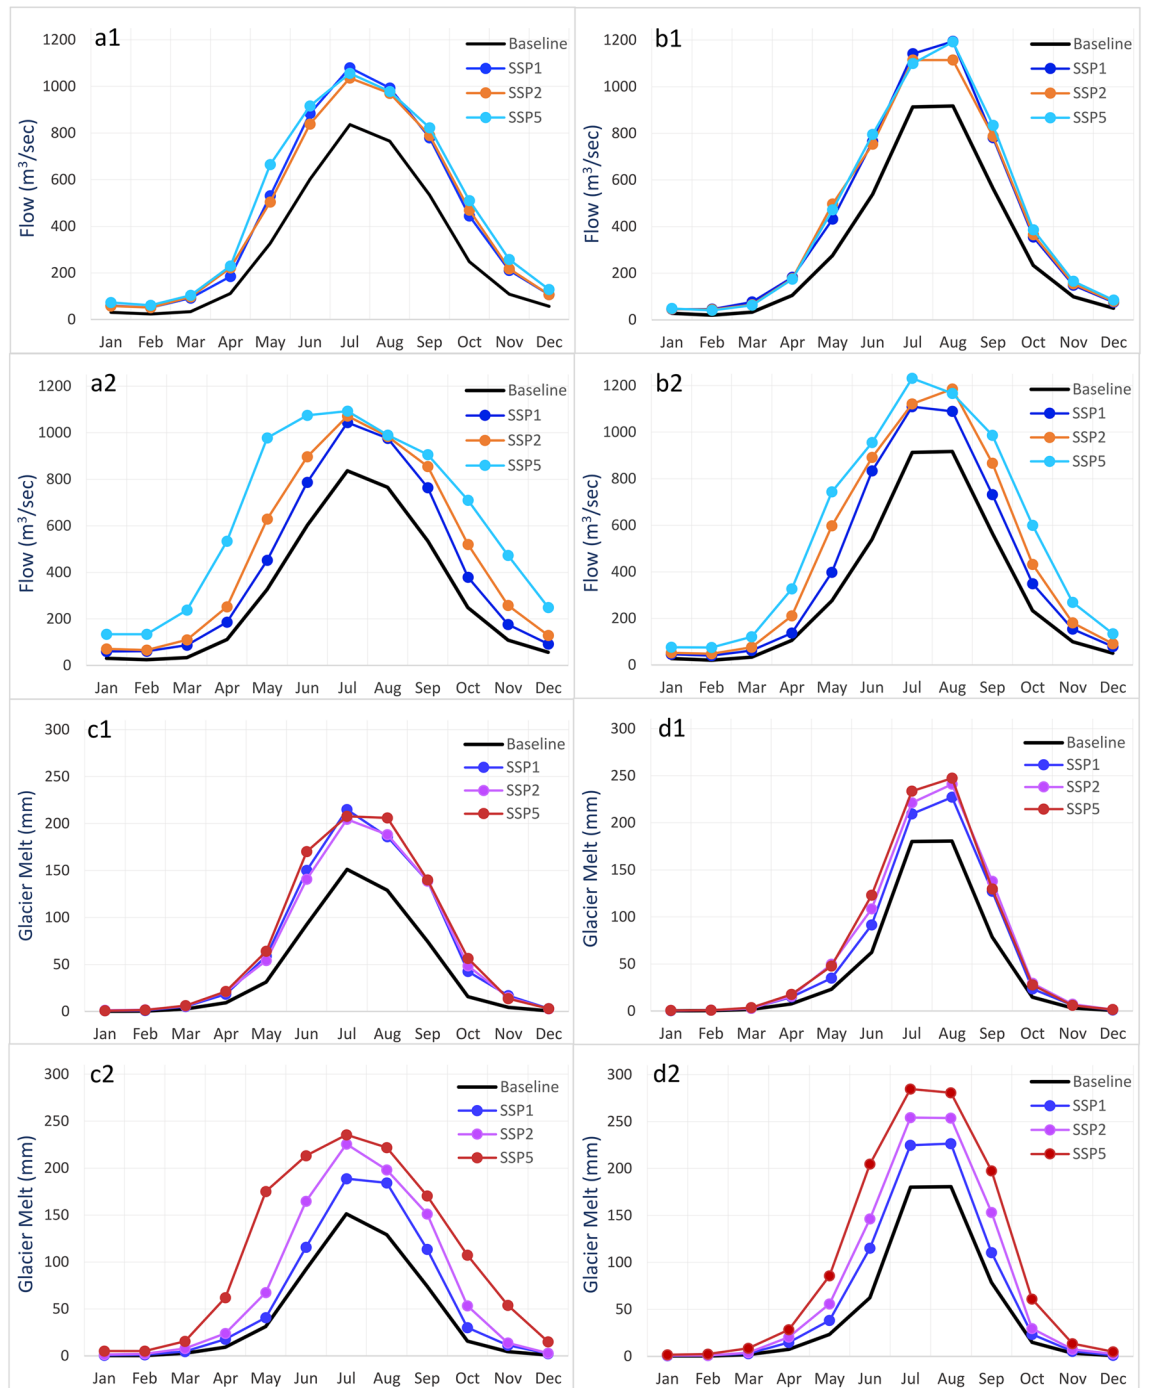 a1
1200
1000
800
600
400
200
0
Flow (m³/sec)
Baseline
SSP1
SSP2
SSP5
Jan Feb Mar Apr May Jun Jul Aug Sep Oct Nov Dec
b1
1200
1000
800
600
400
200
0
Flow (m³/sec)
Baseline
SSP1
SSP2
SSP5
Jan Feb Mar Apr May Jun Jul Aug Sep Oct Nov Dec
a2
1200
1000
800
600
400
200
0
Flow (m³/sec)
Baseline
SSP1
SSP2
SSP5
Jan Feb Mar Apr May Jun Jul Aug Sep Oct Nov Dec
b2
1200
1000
800
600
400
200
0
Flow (m³/sec)
Baseline
SSP1
SSP2
SSP5
Jan Feb Mar Apr May Jun Jul Aug Sep Oct Nov Dec
c1
300
250
200
150
100
50
0
Glacier Melt (mm)
Baseline
SSP1
SSP2
SSP5
Jan Feb Mar Apr May Jun Jul Aug Sep Oct Nov Dec
d1
300
250
200
150
100
50
0
Glacier Melt (mm)
Baseline
SSP1
SSP2
SSP5
Jan Feb Mar Apr May Jun Jul Aug Sep Oct Nov Dec
c2
300
250
200
150
100
50
0
Glacier Melt (mm)
Baseline
SSP1
SSP2
SSP5
Jan Feb Mar Apr May Jun Jul Aug Sep Oct Nov Dec
d2
300
250
200
150
100
50
0
Glacier Melt (mm)
Baseline
SSP1
SSP2
SSP5
Jan Feb Mar Apr May Jun Jul Aug Sep Oct Nov Dec